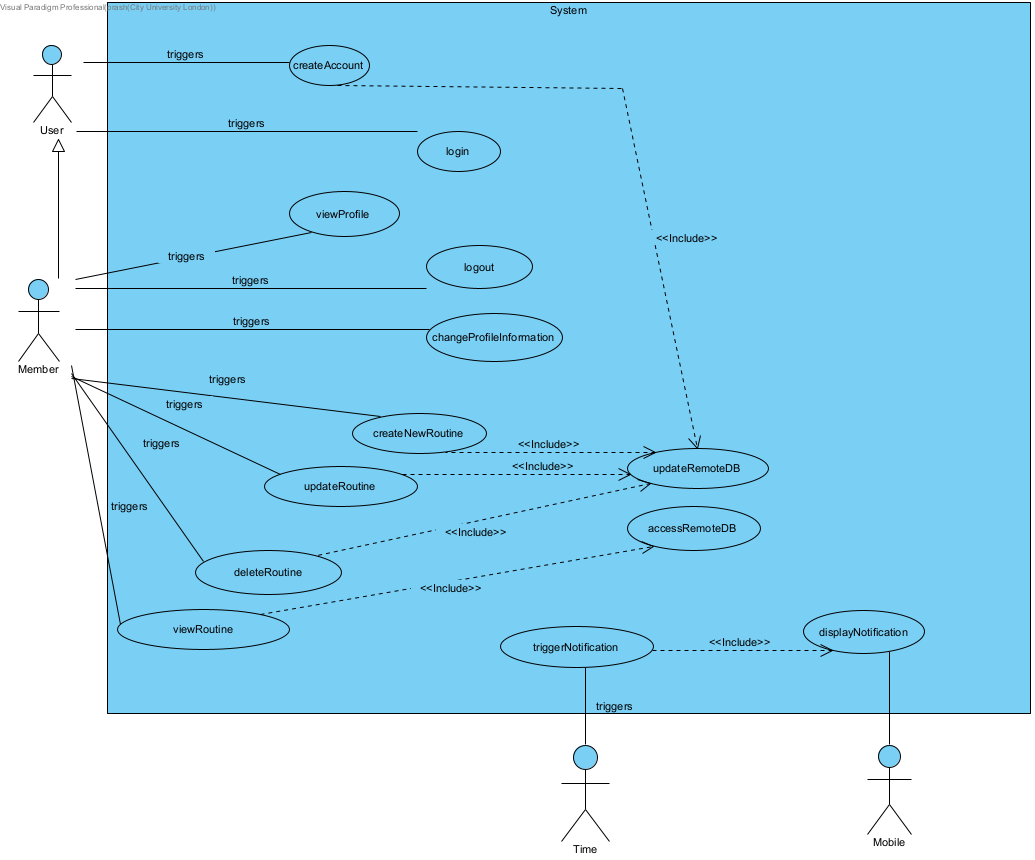 Visual Paradigm Professional(prash(City University London))
System
triggers
createAccount
User
triggers
login
viewProfile
<<Include>>
triggers
logout
triggers
triggers
changeProfileInformation
Member
triggers
triggers
createNewRoutine
triggers
<<Include>>
<<Include>>
updateRemoteDB
updateRoutine
triggers
accessRemoteDB
<<Include>>
deleteRoutine
<<Include>>
viewRoutine
displayNotification
<<Include>>
triggerNotification
triggers
Mobile
Time